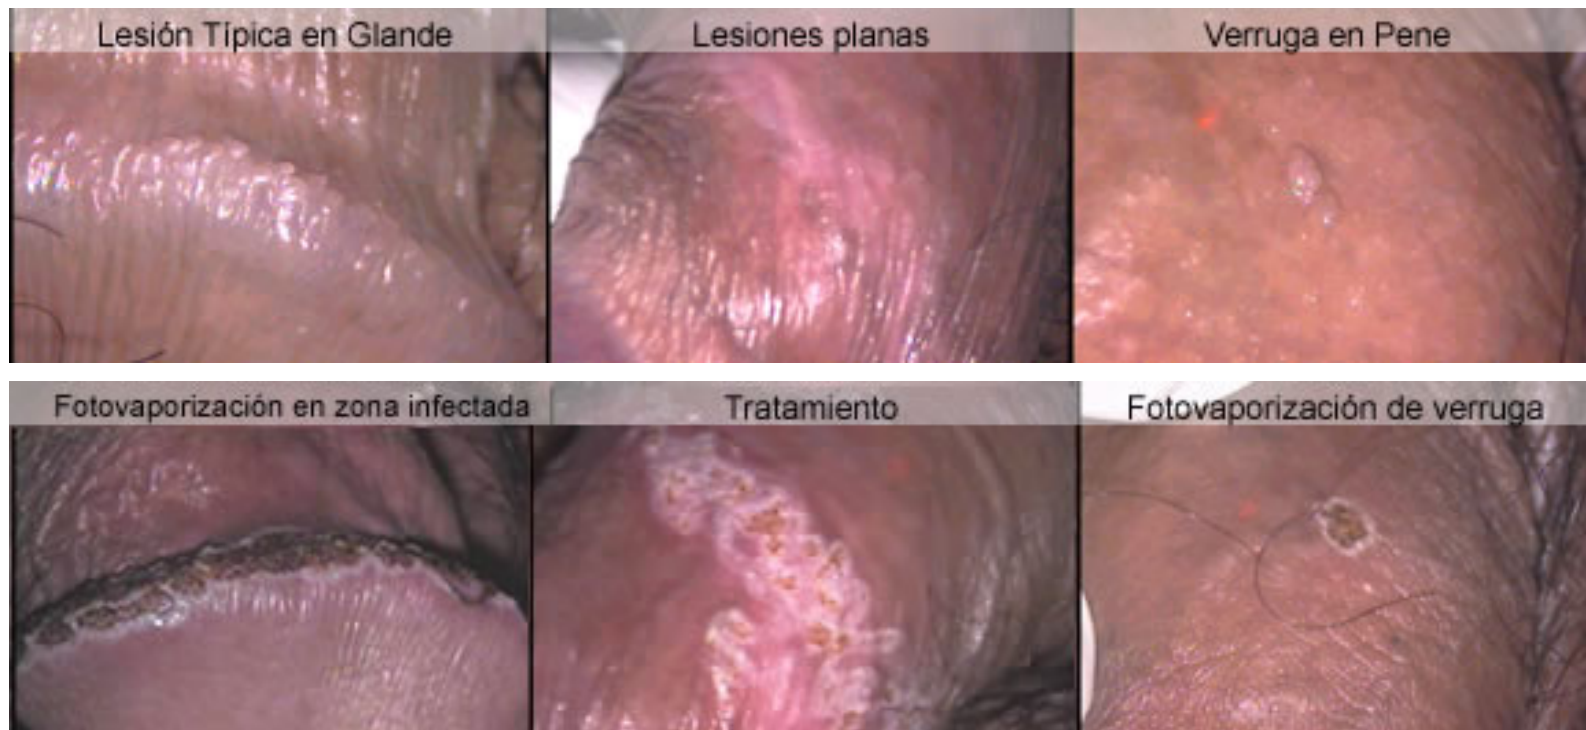 Lesión Típica en Glande
Lesiones planas
Verruga en Pene
Fotovaporización en zona infectada
Tratamiento
Fotovaporización de verruga